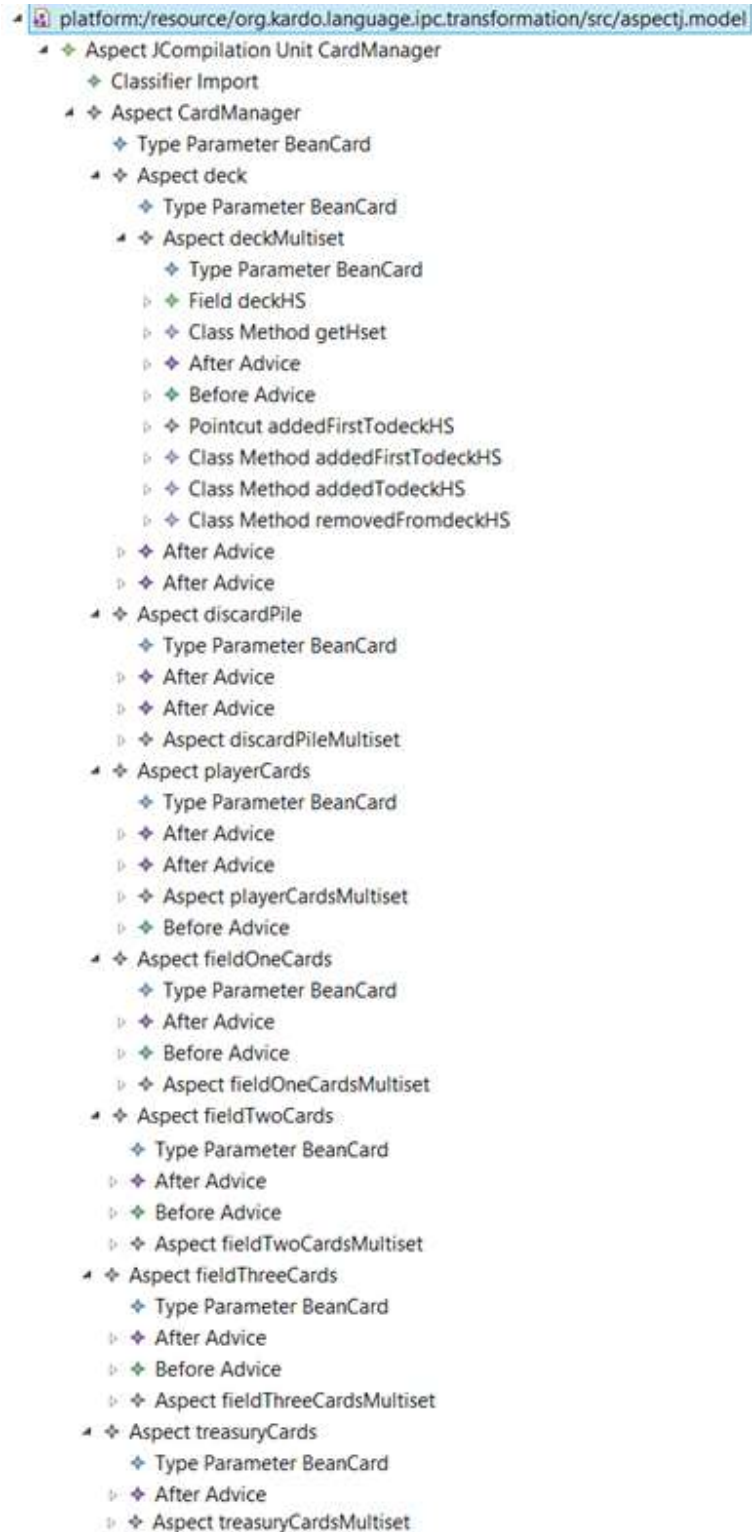 platform:/resource/org.kardo.language.ipc.transformation/src/aspectj.model
Aspect JCompilation Unit CardManager
Classifier Import
Aspect CardManager
Type Parameter BeanCard
Aspect deck
Type Parameter BeanCard
Aspect deckMultiset
Type Parameter BeanCard
Field deckHS
Class Method getHset
After Advice
Before Advice
Pointcut addedFirstTodeckHS
Class Method addedFirstTodeckHS
Class Method addedTodeckHS
Class Method removedFromdeckHS
After Advice
After Advice
Aspect discardPile
Type Parameter BeanCard
After Advice
After Advice
Aspect discardPileMultiset
Aspect playerCards
Type Parameter BeanCard
After Advice
After Advice
Aspect playerCardsMultiset
Before Advice
Aspect fieldOneCards
Type Parameter BeanCard
After Advice
Before Advice
Aspect fieldOneCardsMultiset
Aspect fieldTwoCards
Type Parameter BeanCard
After Advice
Before Advice
Aspect fieldTwoCardsMultiset
Aspect fieldThreeCards
Type Parameter BeanCard
After Advice
Before Advice
Aspect fieldThreeCardsMultiset
Aspect treasuryCards
Type Parameter BeanCard
After Advice
Aspect treasuryCardsMultiset